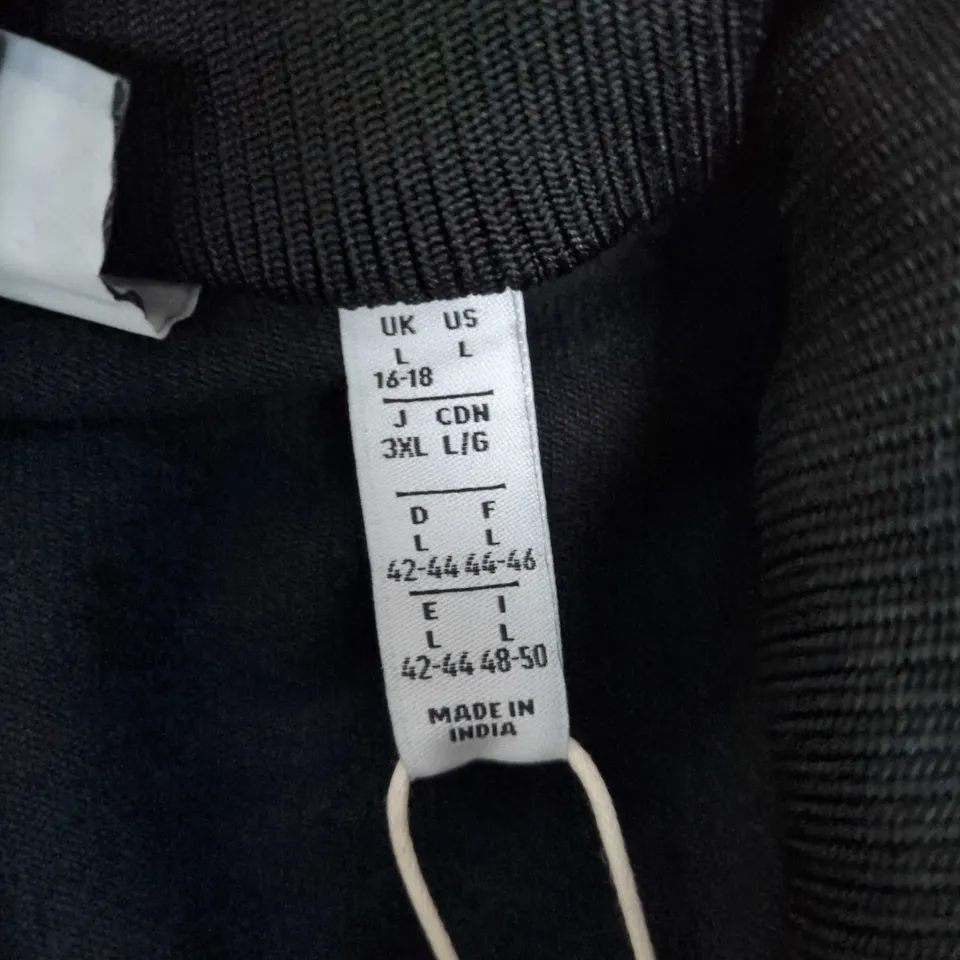 UK US
L L
16-18
J CDN
3XL L/G
D F
L L
42-44 44-46
E I
L L
42-44 48-50
MADE IN
INDIA